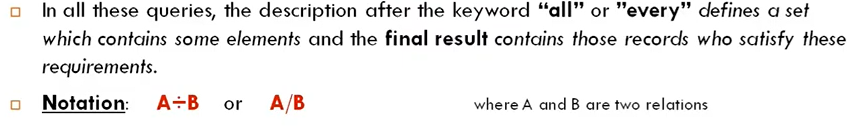 In all these queries, the description after the keyword “all” or ”every” defines a set
which contains some elements and the final result contains those records who satisfy these
requirements.
Notation: A÷B or A/B where A and B are two relations